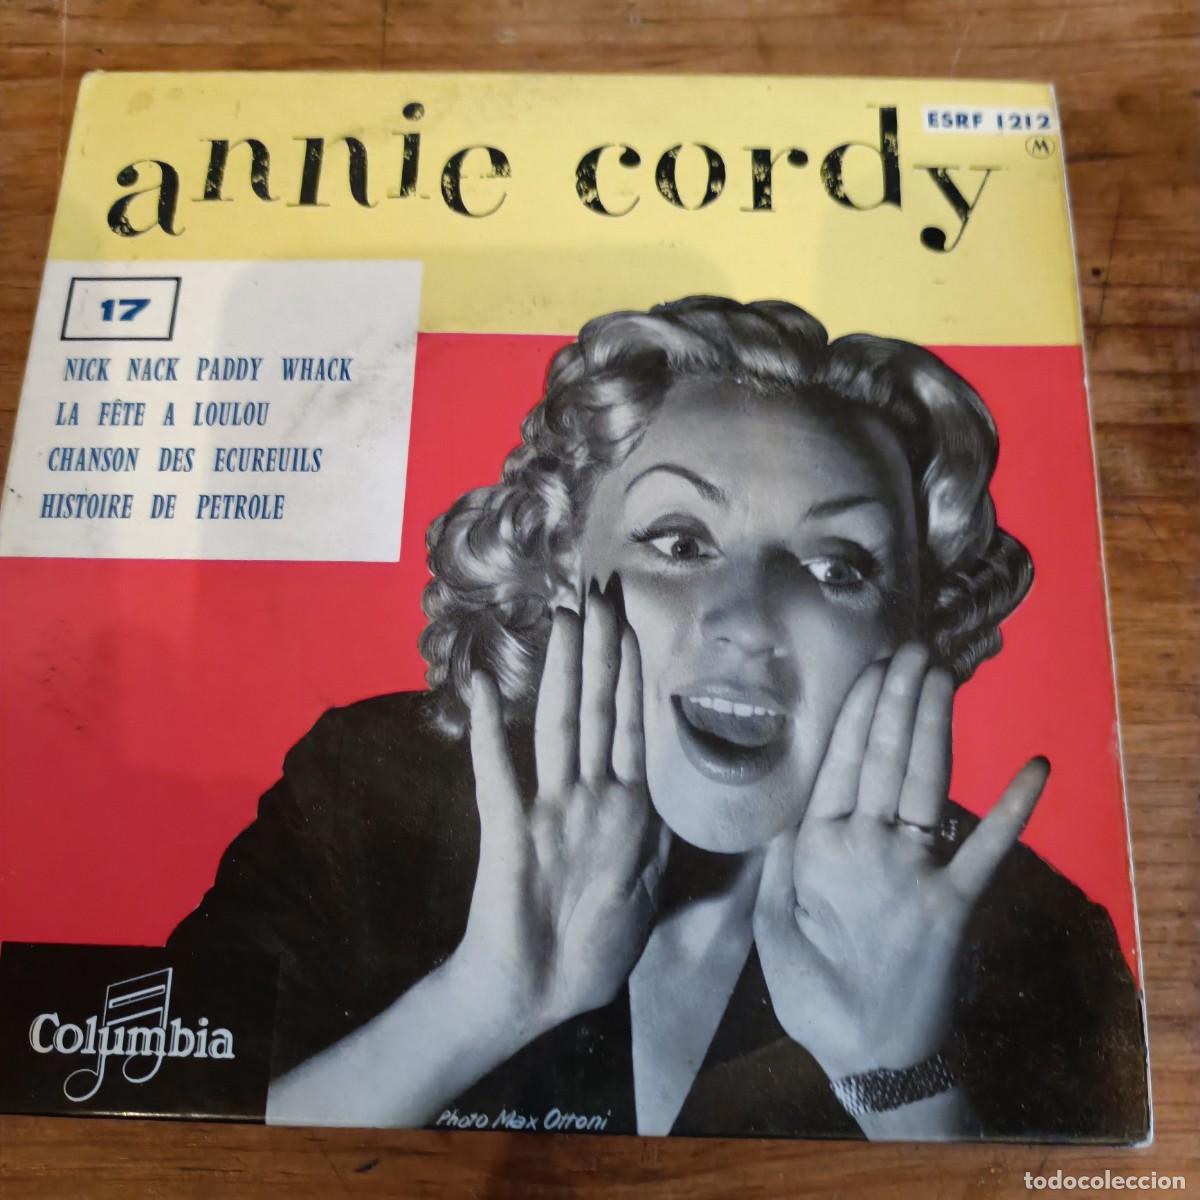 annie cordy
ESRF 1212
M
17
NICK NACK PADDY WHACK
LA FÊTE A LOULOU
CHANSON DES ECUREUILS
HISTOIRE DE PETROLE
Columbia
Photo Max Ottoni
todocoleccion